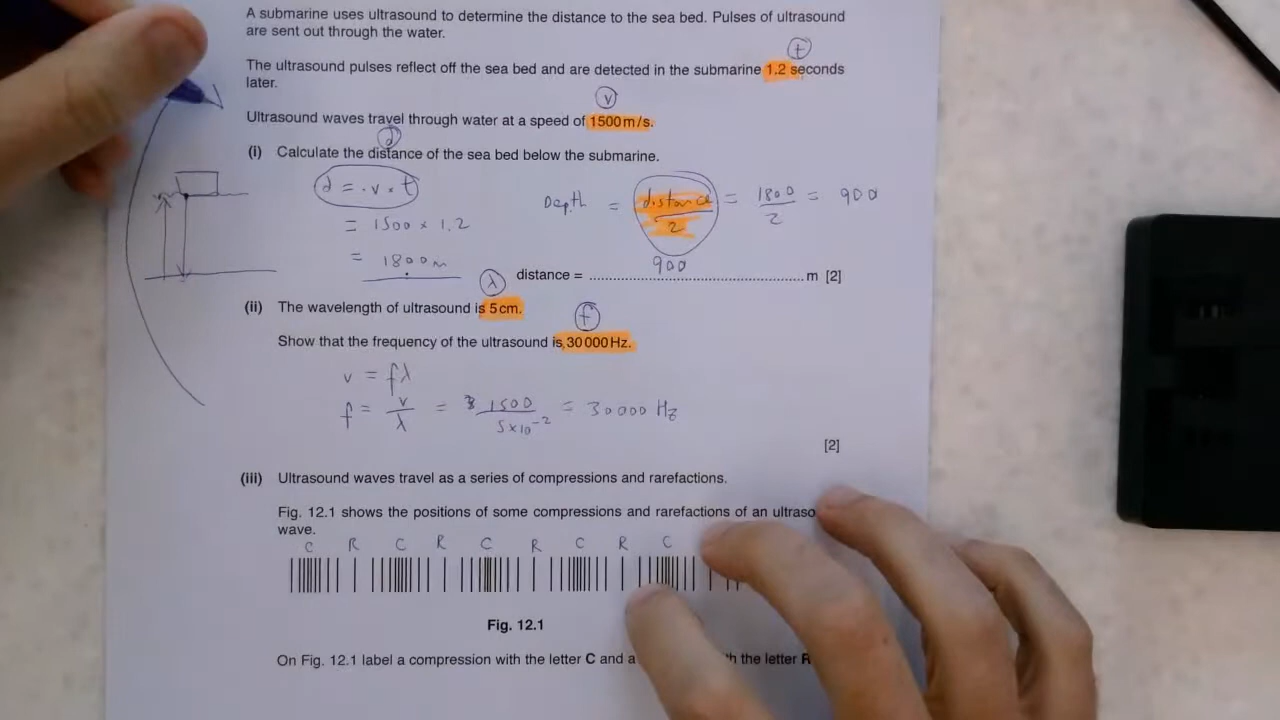 A submarine uses ultrasound to determine the distance to the sea bed. Pulses of ultrasound
are sent out through the water.
t
The ultrasound pulses reflect off the sea bed and are detected in the submarine 1.2 seconds
later.
v
Ultrasound waves travel through water at a speed of 1500 m/s.
d
(i) Calculate the distance of the sea bed below the submarine.
d = v . t
Depth = distance / 2 = 1800 / 2 = 900
= 1500 × 1.2
= 1800m
900
distance = ........................................................ m [2]
λ
(ii) The wavelength of ultrasound is 5 cm.
f
Show that the frequency of the ultrasound is 30 000 Hz.
v = fλ
f = v / λ = 1500 / 5×10⁻² = 30000 Hz
[2]
(iii) Ultrasound waves travel as a series of compressions and rarefactions.
Fig. 12.1 shows the positions of some compressions and rarefactions of an
wave.
C R C R C R C R C
Fig. 12.1
On Fig. 12.1 label a compression with the letter C and a the letter R